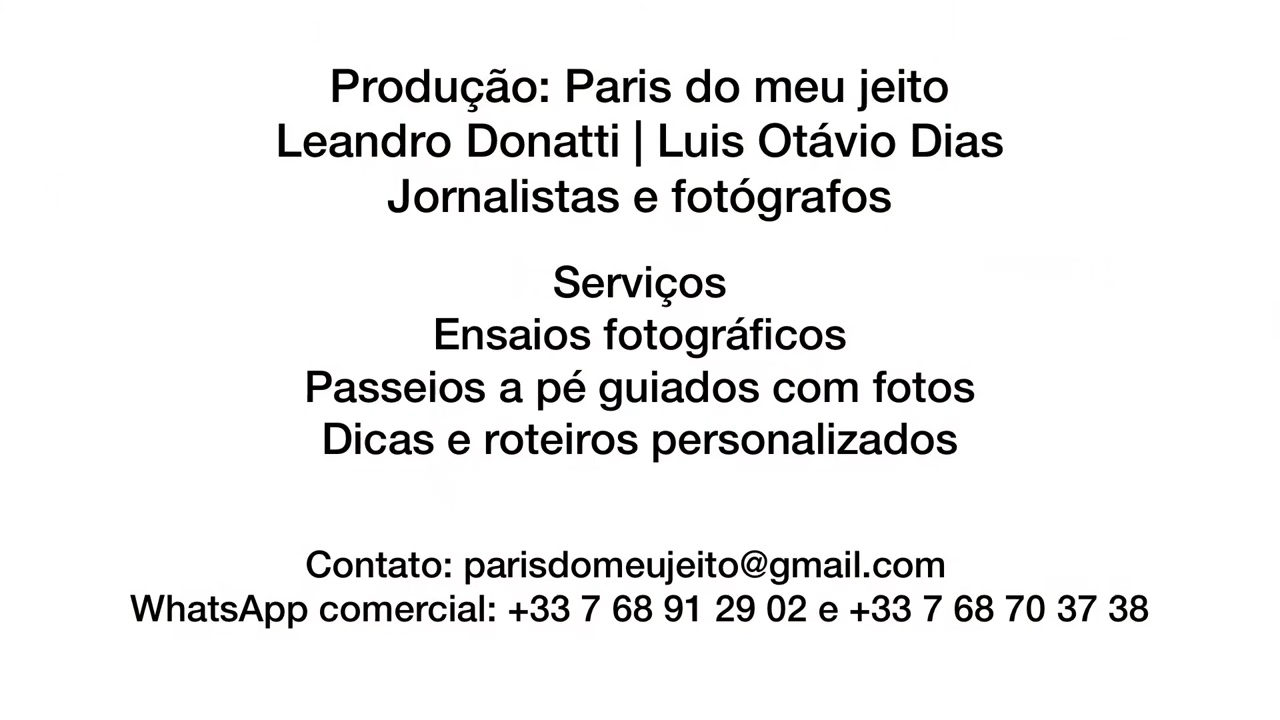 Produção: Paris do meu jeito
Leandro Donatti | Luis Otávio Dias
Jornalistas e fotógrafos
Serviços
Ensaios fotográficos
Passeios a pé guiados com fotos
Dicas e roteiros personalizados
Contato: parisdomeujeito@gmail.com
WhatsApp comercial: +33 7 68 91 29 02 e +33 7 68 70 37 38